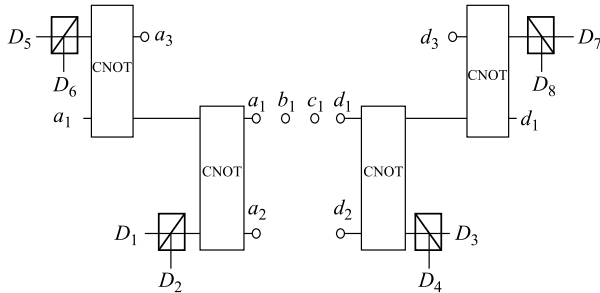 D5 a3 d3 D7
CNOT CNOT
D6 D8
a1 a1 b1 c1 d1 d1
CNOT CNOT
D1 a2 d2 D3
D2 D4